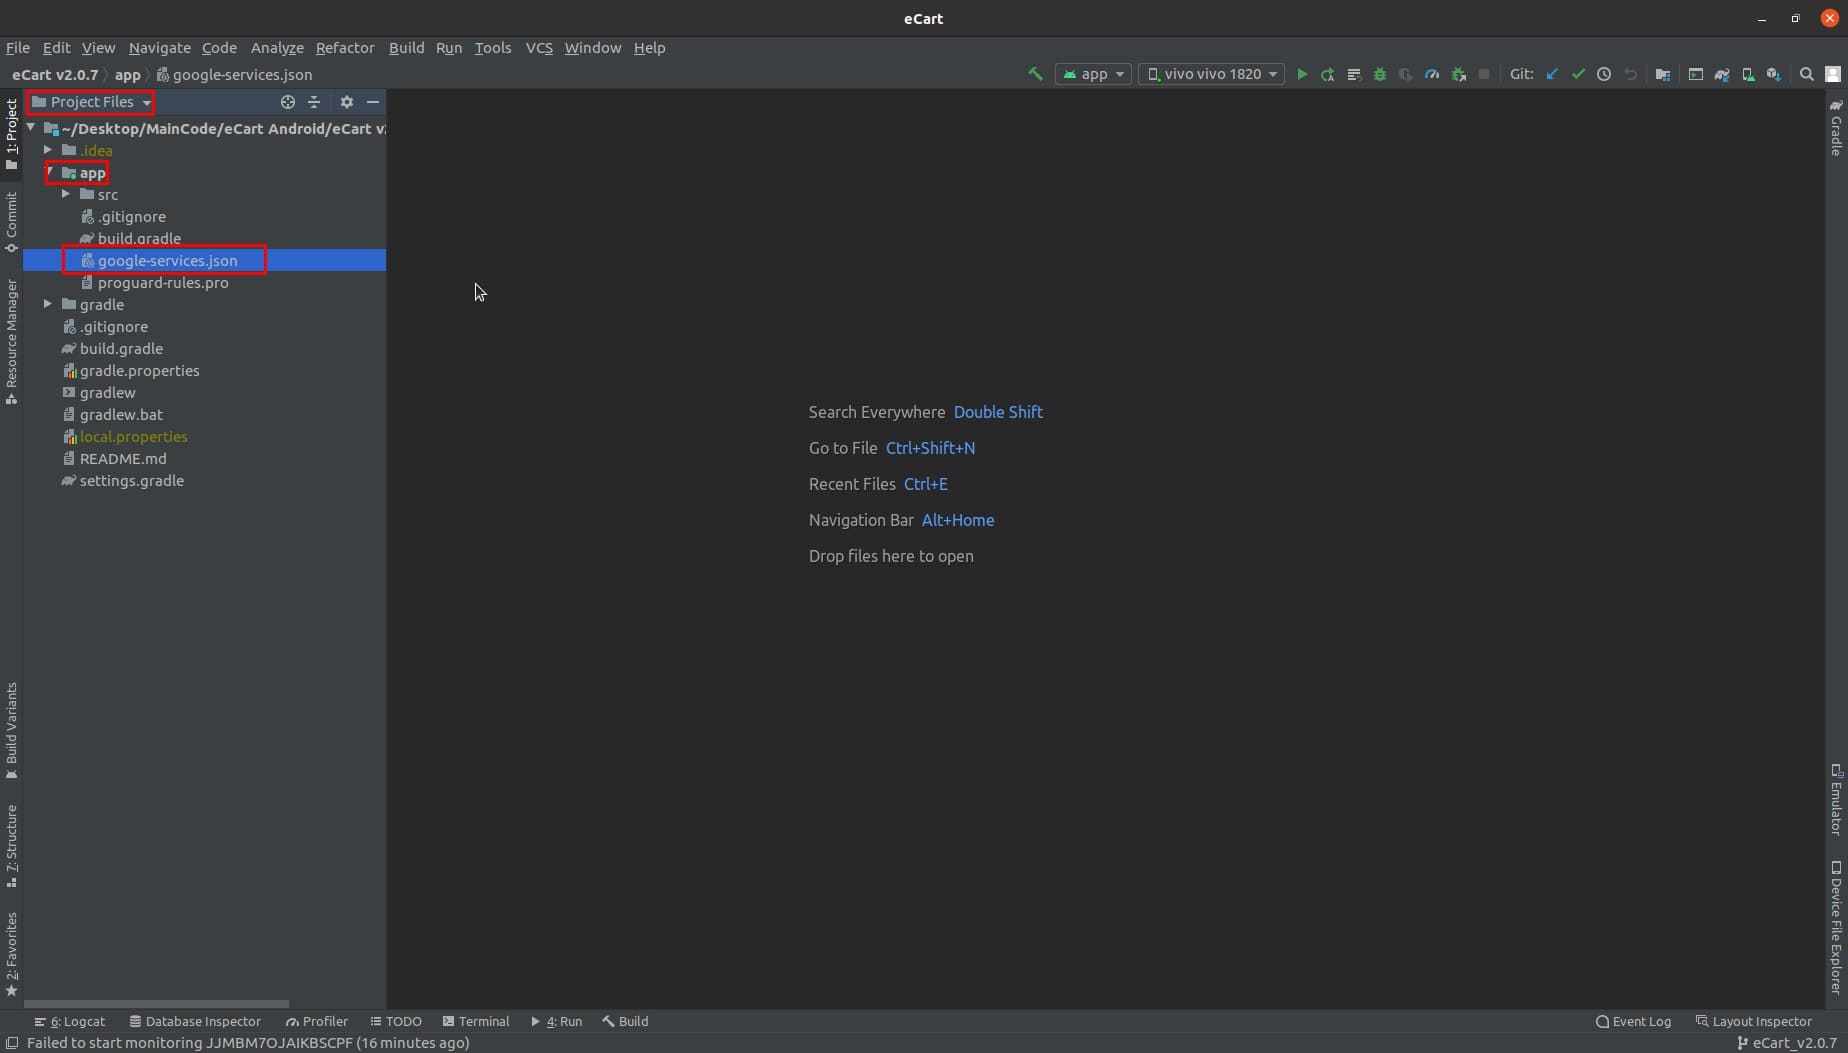 eCart
File Edit View Navigate Code Analyze Refactor Build Run Tools VCS Window Help
eCart v2.0.7 app google-services.json app vivo vivo 1820 Git:
Project Files
~/Desktop/MainCode/eCart Android/eCart v2
.idea
app
src
.gitignore
build.gradle
google-services.json
proguard-rules.pro
gradle
.gitignore
build.gradle
gradle.properties
gradlew
gradlew.bat
local.properties
README.md
settings.gradle
1: Project
Commit
Resource Manager
Build Variants
7: Structure
2: Favorites
Search Everywhere Double Shift
Go to File Ctrl+Shift+N
Recent Files Ctrl+E
Navigation Bar Alt+Home
Drop files here to open
Gradle
Emulator
Device File Explorer
6: Logcat Database Inspector Profiler TODO Terminal 4: Run Build Event Log Layout Inspector
Failed to start monitoring JJMBM7OJAIKBSCPF (16 minutes ago) eCart_v2.0.7